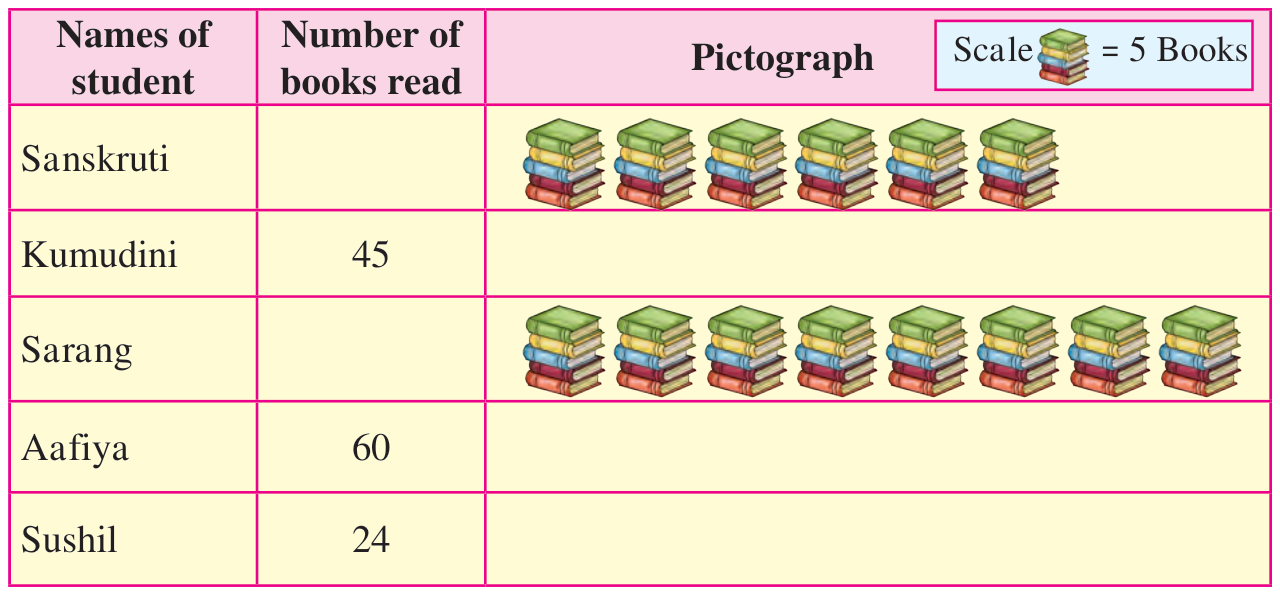 Names of student
Number of books read
Pictograph
Scale = 5 Books
Sanskruti
Kumudini 45
Sarang
Aafiya 60
Sushil 24